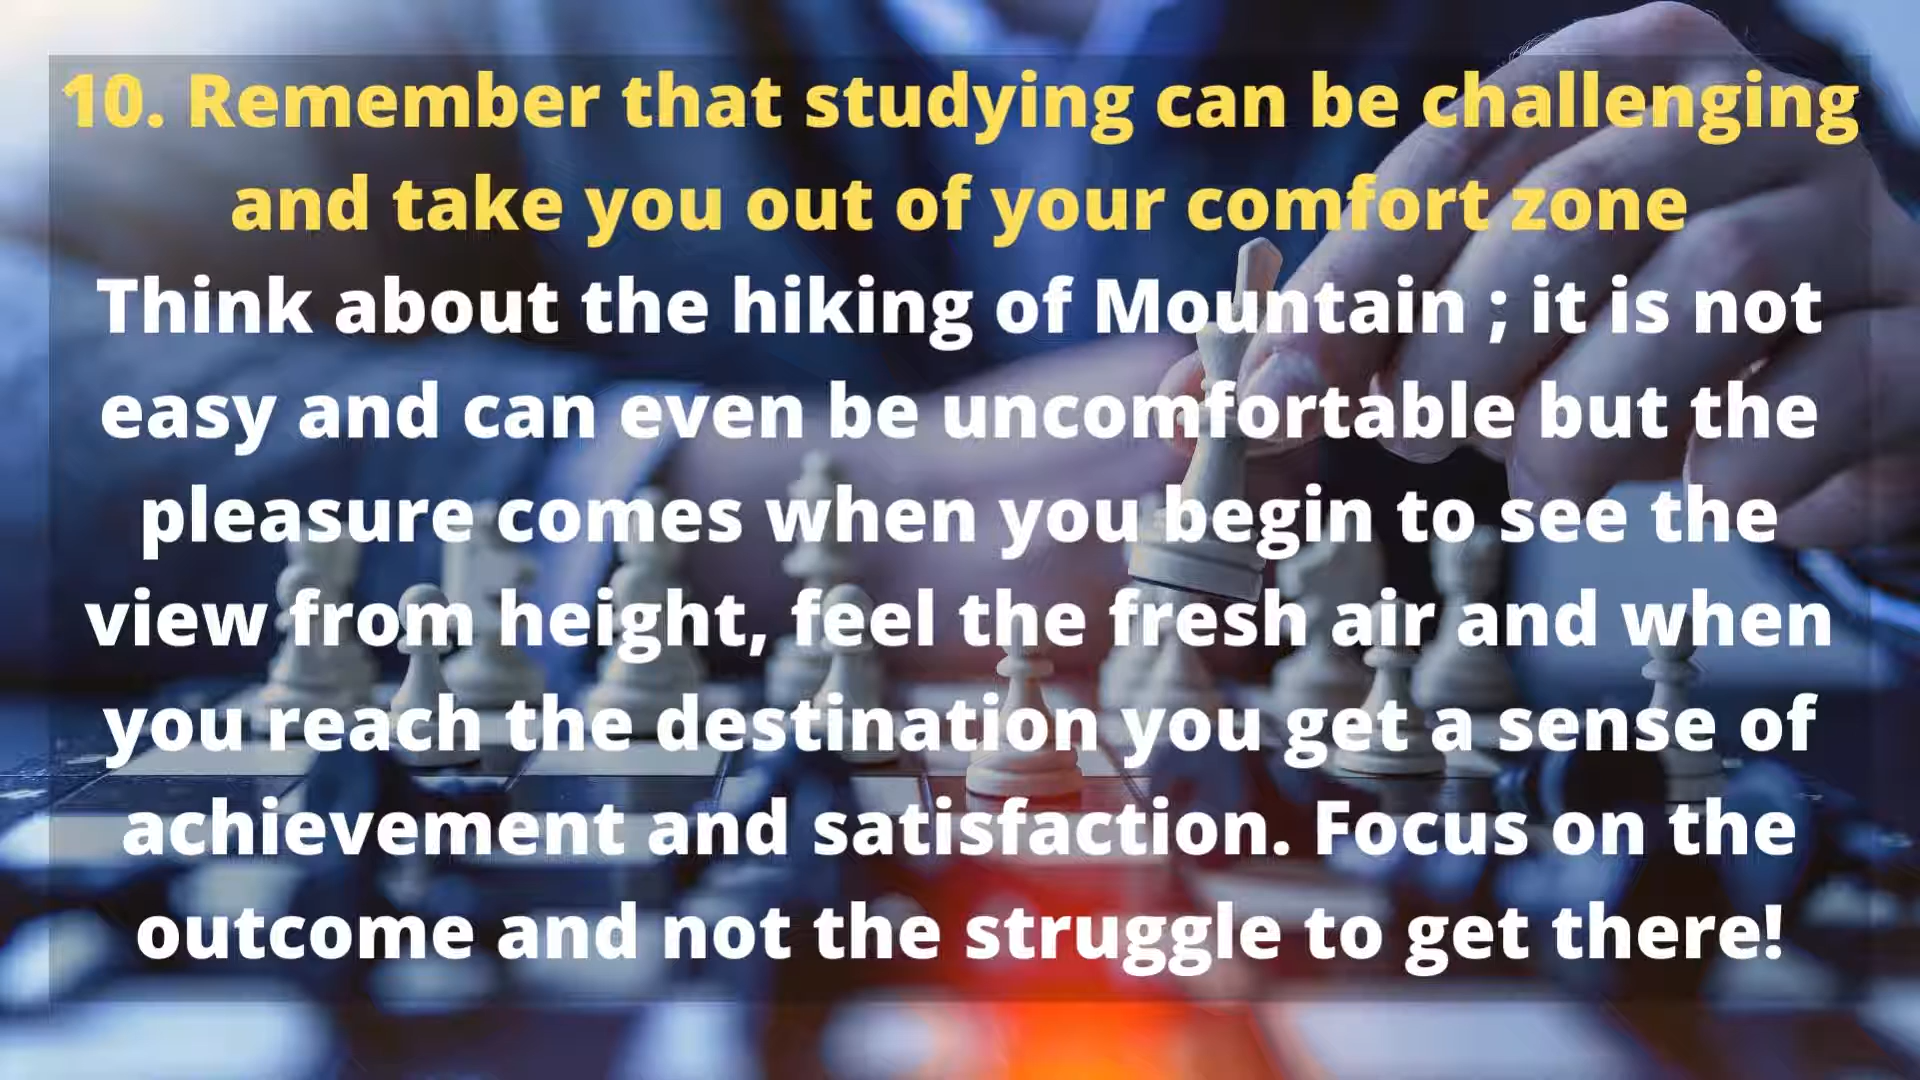 10. Remember that studying can be challenging
and take you out of your comfort zone
Think about the hiking of Mountain ; it is not
easy and can even be uncomfortable but the
pleasure comes when you begin to see the
view from height, feel the fresh air and when
you reach the destination you get a sense of
achievement and satisfaction. Focus on the
outcome and not the struggle to get there!